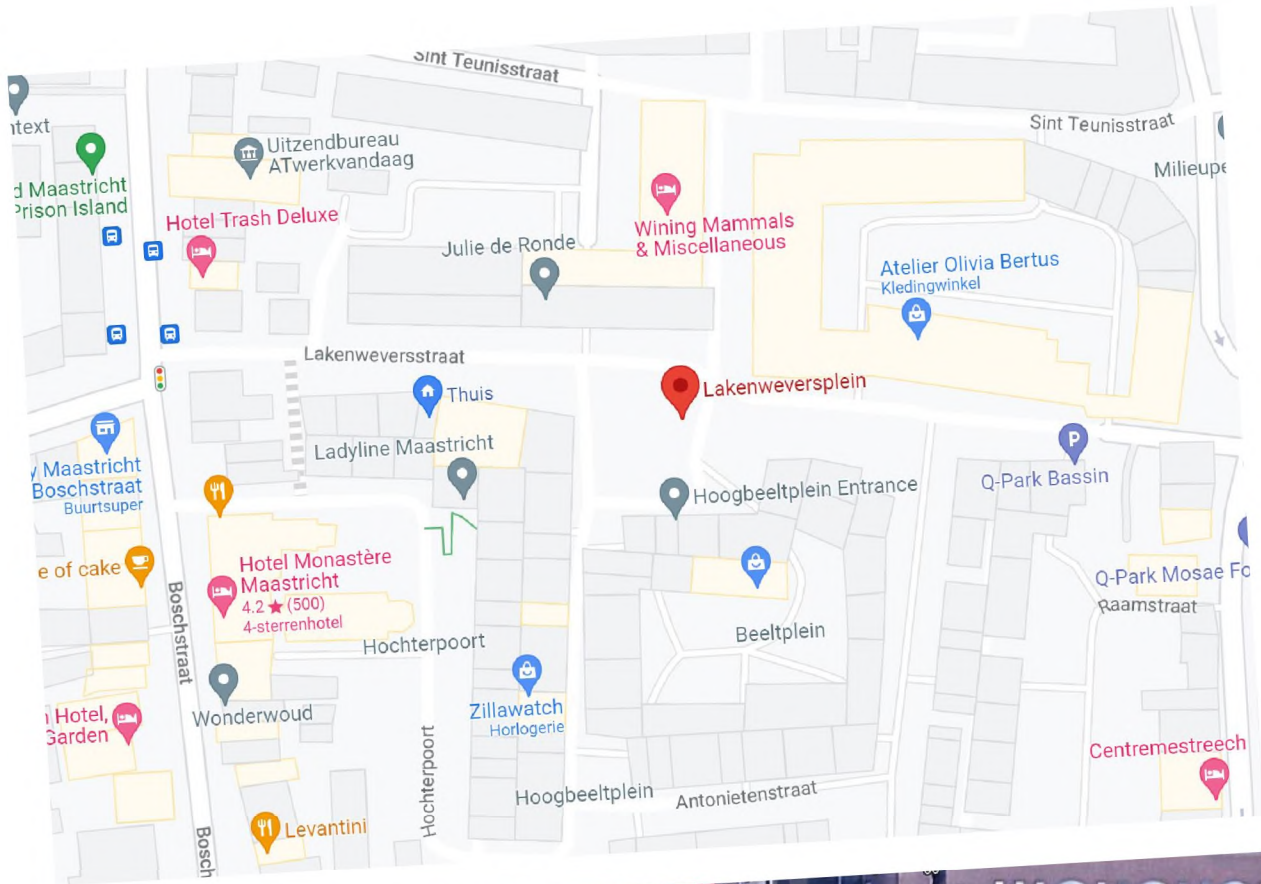 Sint Teunisstraat
ntext
Uitzendbureau
ATwerkvandaag
Sint Teunisstraat
Milieupe
d Maastricht
Prison Island
Hotel Trash Deluxe
Wining Mammals
& Miscellaneous
Julie de Ronde
Atelier Olivia Bertus
Kledingwinkel
Lakenweversstraat
Lakenweversplein
Thuis
Ladyline Maastricht
y Maastricht
Boschstraat
Buurtsuper
P
Q-Park Bassin
Hoogbeeltplein Entrance
e of cake
Hotel Monastère
Maastricht
4.2 ★ (500)
4-sterrenhotel
Boschstraat
Q-Park Mosae Fo
Raamstraat
Beeltplein
Hochterpoort
Wonderwoud
Zillawatch
Horlogerie
n Hotel,
Garden
Centremestreech
Hochterpoort
Hoogbeeltplein
Antonietenstraat
Levantini
Bosch